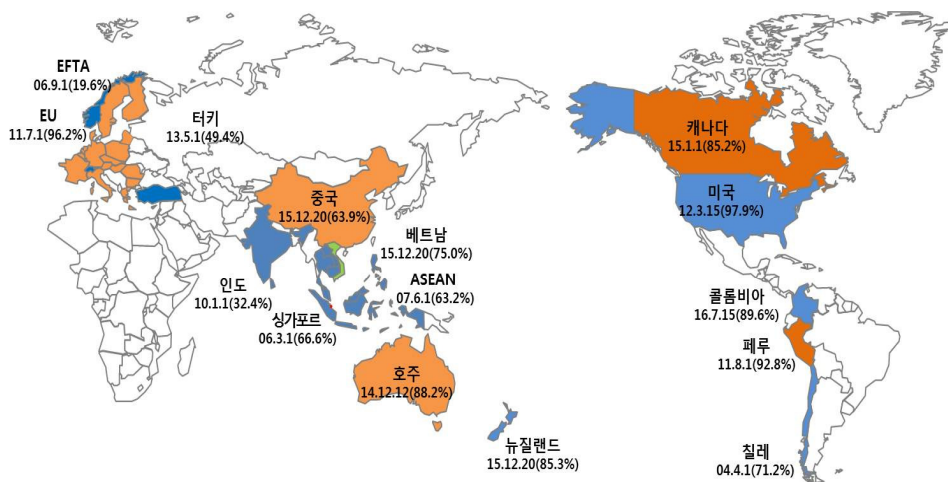 EFTA
06.9.1(19.6%)
EU
11.7.1(96.2%)
터키
13.5.1(49.4%)
중국
15.12.20(63.9%)
베트남
15.12.20(75.0%)
ASEAN
07.6.1(63.2%)
인도
10.1.1(32.4%)
싱가포르
06.3.1(66.6%)
호주
14.12.12(88.2%)
뉴질랜드
15.12.20(85.3%)
캐나다
15.1.1(85.2%)
미국
12.3.15(97.9%)
콜롬비아
16.7.15(89.6%)
페루
11.8.1(92.8%)
칠레
04.4.1(71.2%)